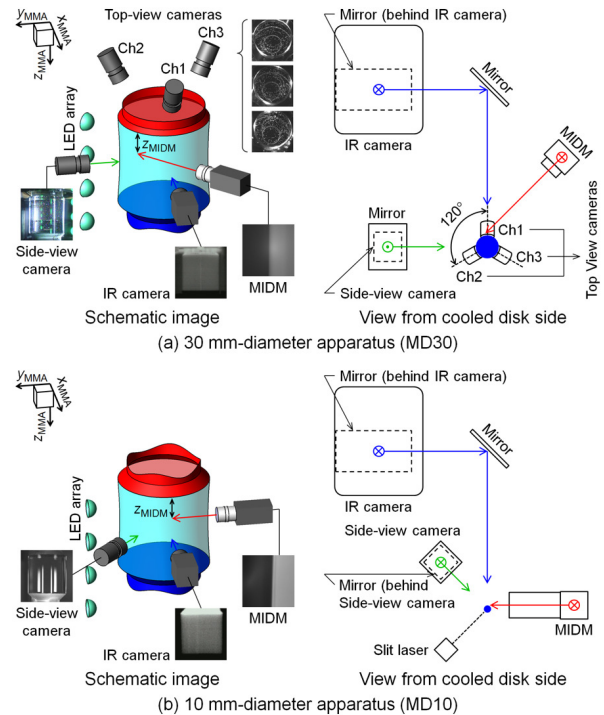 yMMA
xMMA
zMMA
Top-view cameras
Ch2
Ch3
Ch1
LED array
zMIDM
Side-view
camera
IR camera
MIDM
Schematic image
Mirror (behind IR camera)
Mirror
IR camera
MIDM
Mirror
120°
Ch1
Ch3
Ch2
Side-view camera
Top View cameras
View from cooled disk side
(a) 30 mm-diameter apparatus (MD30)
yMMA
xMMA
zMMA
LED array
zMIDM
Side-view
camera
IR camera
MIDM
Schematic image
Mirror (behind IR camera)
Mirror
IR camera
Side-view camera
Mirror (behind
Side-view camera)
MIDM
Slit laser
View from cooled disk side
(b) 10 mm-diameter apparatus (MD10)